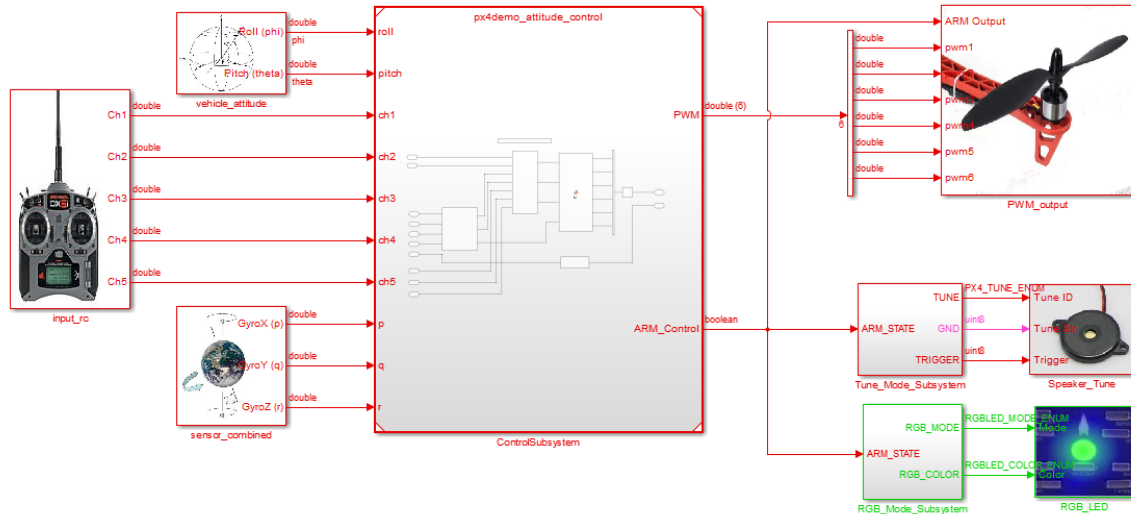 px4demo_attitude_control
double
Roll (phi)
phi
roll
double
Pitch (theta)
theta
pitch
vehicle_attitude
double
Ch1
ch1
double
Ch2
ch2
double
Ch3
ch3
double
Ch4
ch4
double
Ch5
ch5
input_rc
double
GyroX (p)
p
double
GyroY (q)
q
double
GyroZ (r)
r
sensor_combined
PWM
double (6)
ARM_Control
boolean
ControlSubsystem
6
ARM Output
double
pwm1
double
double
double
pwm4
double
pwm5
double
pwm6
PWM_output
ARM_STATE
TUNE
PX4_TUNE_ENUM
Tune ID
GND
uint8
TRIGGER
uint8
Trigger
Tune_Mode_Subsystem
Speaker_Tune
ARM_STATE
RGB_MODE
RGBLED_MODE_ENUM
Mode
RGB_COLOR
RGBLED_COLOR_ENUM
Color
RGB_Mode_Subsystem
RGB_LED